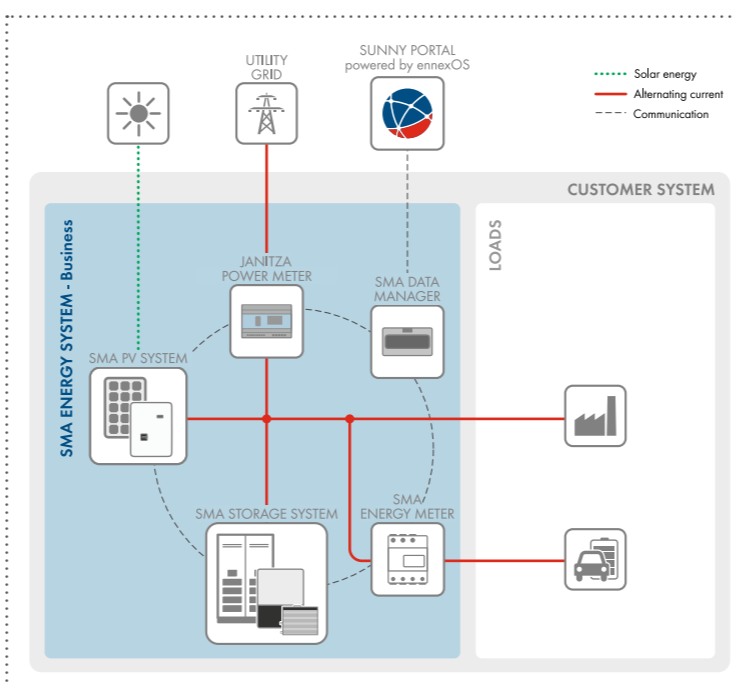 UTILITY
GRID
SUNNY PORTAL
powered by ennexOS
Solar energy
Alternating current
Communication
CUSTOMER SYSTEM
SMA ENERGY SYSTEM - Business
LOADS
JANITZA
POWER METER
SMA DATA
MANAGER
SMA PV SYSTEM
SMA STORAGE SYSTEM
SMA
ENERGY METER